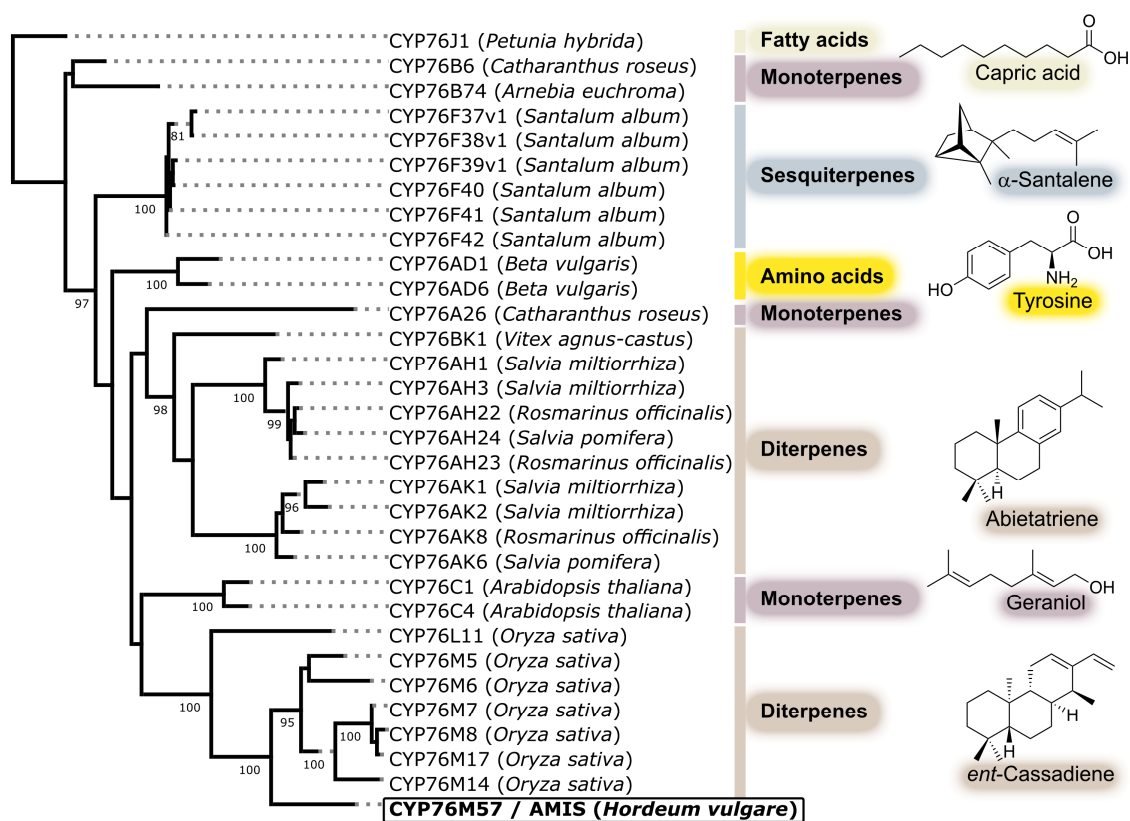 CYP76J1 (Petunia hybrida)
CYP76B6 (Catharanthus roseus)
CYP76B74 (Arnebia euchroma)
CYP76F37v1 (Santalum album)
CYP76F38v1 (Santalum album)
CYP76F39v1 (Santalum album)
CYP76F40 (Santalum album)
CYP76F41 (Santalum album)
CYP76F42 (Santalum album)
CYP76AD1 (Beta vulgaris)
CYP76AD6 (Beta vulgaris)
CYP76A26 (Catharanthus roseus)
CYP76BK1 (Vitex agnus-castus)
CYP76AH1 (Salvia miltiorrhiza)
CYP76AH3 (Salvia miltiorrhiza)
CYP76AH22 (Rosmarinus officinalis)
CYP76AH24 (Salvia pomifera)
CYP76AH23 (Rosmarinus officinalis)
CYP76AK1 (Salvia miltiorrhiza)
CYP76AK2 (Salvia miltiorrhiza)
CYP76AK8 (Rosmarinus officinalis)
CYP76AK6 (Salvia pomifera)
CYP76C1 (Arabidopsis thaliana)
CYP76C4 (Arabidopsis thaliana)
CYP76L11 (Oryza sativa)
CYP76M5 (Oryza sativa)
CYP76M6 (Oryza sativa)
CYP76M7 (Oryza sativa)
CYP76M8 (Oryza sativa)
CYP76M17 (Oryza sativa)
CYP76M14 (Oryza sativa)
CYP76M57 / AMIS (Hordeum vulgare)
81
100
97
100
98
100
99
96
100
100
100
95
100
100
100
Fatty acids
Monoterpenes
Sesquiterpenes
Amino acids
Monoterpenes
Diterpenes
Monoterpenes
Diterpenes
O
OH
Capric acid
α-Santalene
O
OH
NH2
HO
Tyrosine
H
Abietatriene
OH
Geraniol
H
H
ent-Cassadiene